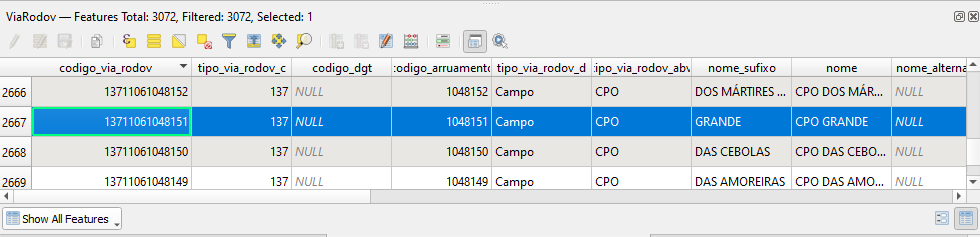 ViaRodov — Features Total: 3072, Filtered: 3072, Selected: 1
codigo_via_rodov tipo_via_rodov_c codigo_dgt :odigo_arruamento tipo_via_rodov_d :ipo_via_rodov_abv nome_sufixo nome nome_alterna
2666 13711061048152 137 NULL 1048152 Campo CPO DOS MÁRTIRES ... CPO DOS MÁR... NULL
2667 13711061048151 137 NULL 1048151 Campo CPO GRANDE CPO GRANDE NULL
2668 13711061048150 137 NULL 1048150 Campo CPO DAS CEBOLAS CPO DAS CEBO... NULL
2669 13711061048149 137 NULL 1048149 Campo CPO DAS AMOREIRAS CPO DAS AMO... NULL
Show All Features